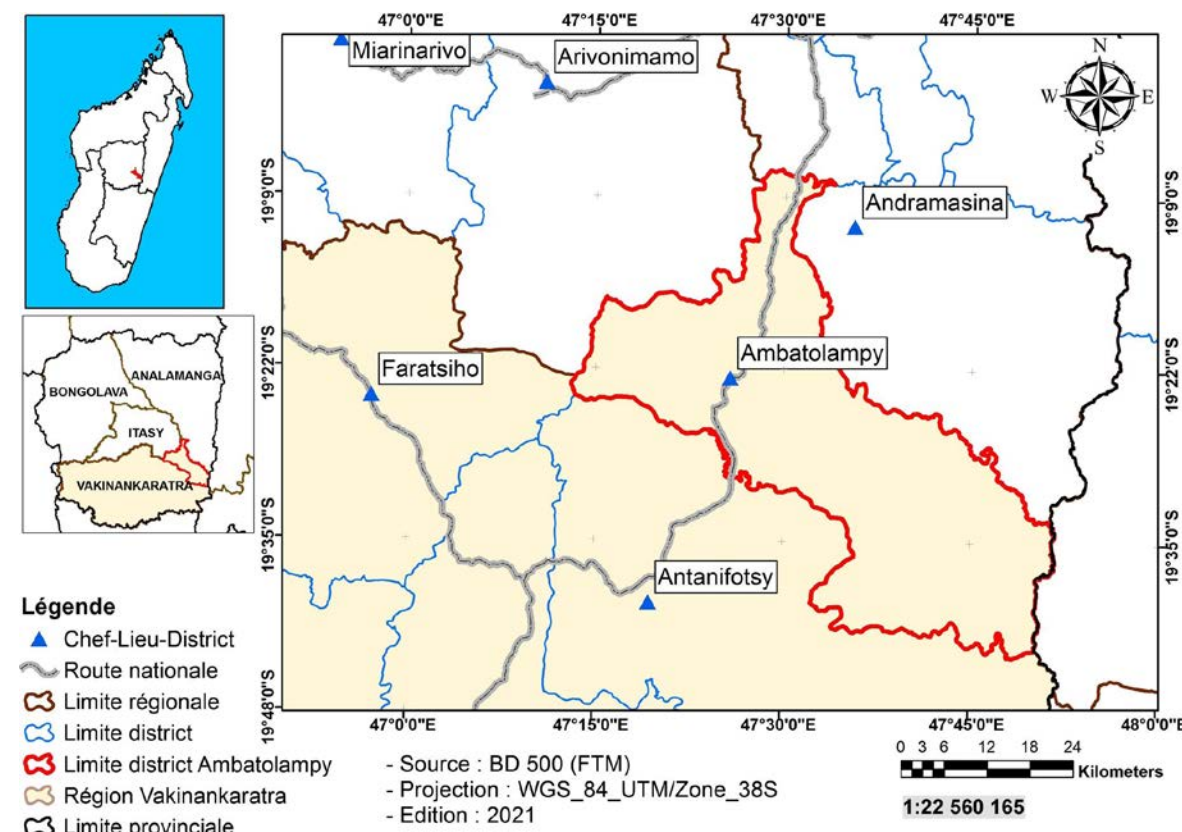 47°0'0"E 47°15'0"E 47°30'0"E 47°45'0"E
Miarinarivo
Arivonimamo
N
W E
S
19°9'0"S 19°9'0"S
Andramasina
19°22'0"S 19°22'0"S
Faratsiho
Ambatolampy
ANALAMANGA
BONGOLAVA
ITASY
VAKINANKARATRA
19°35'0"S 19°35'0"S
Antanifotsy
19°48'0"S
47°0'0"E 47°15'0"E 47°30'0"E 47°45'0"E 48°0'0"E
Légende
Chef-Lieu-District
Route nationale
Limite régionale
Limite district
Limite district Ambatolampy
Région Vakinankaratra
Limite provinciale
- Source : BD 500 (FTM)
- Projection : WGS_84_UTM/Zone_38S
- Edition : 2021
0 3 6 12 18 24
Kilometers
1:22 560 165